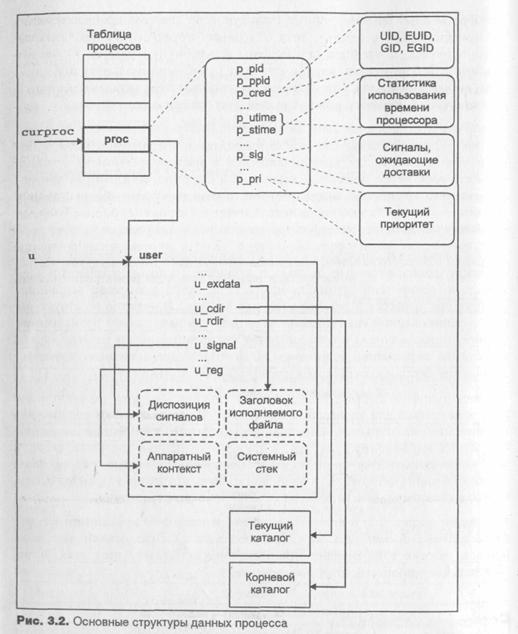 Таблица
процессов
curproc
proc
p_pid
p_ppid
p_cred
...
p_utime
p_stime
...
p_sig
...
p_pri
UID, EUID,
GID, EGID
Статистика
использования
времени
процессора
Сигналы,
ожидающие
доставки
Текущий
приоритет
u
user
...
u_exdata
...
u_cdir
u_rdir
...
u_signal
...
u_reg
Диспозиция
сигналов
Заголовок
исполняемого
файла
Аппаратный
контекст
Системный
стек
Текущий
каталог
Корневой
каталог
Рис. 3.2. Основные структуры данных процесса